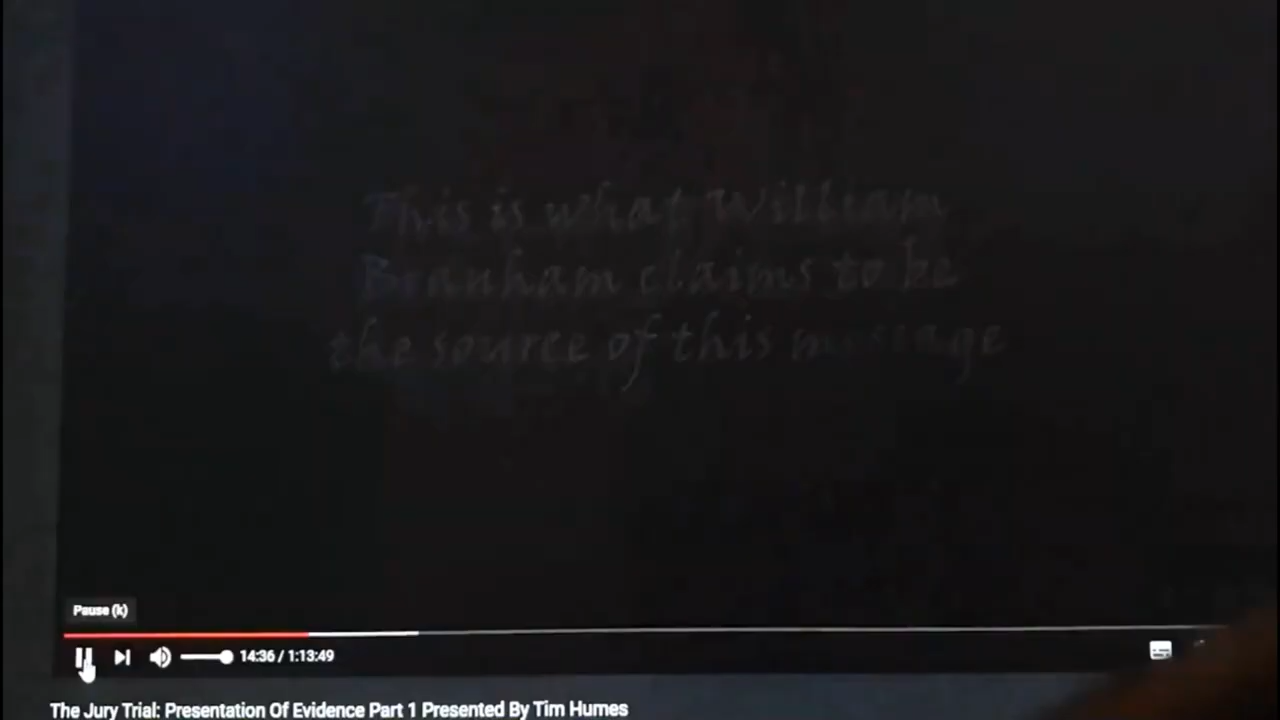 This is what William
Branham claims to be
the source of this message
Pause (k)
14:36 / 1:13:49
The Jury Trial: Presentation Of Evidence Part 1 Presented By Tim Humes